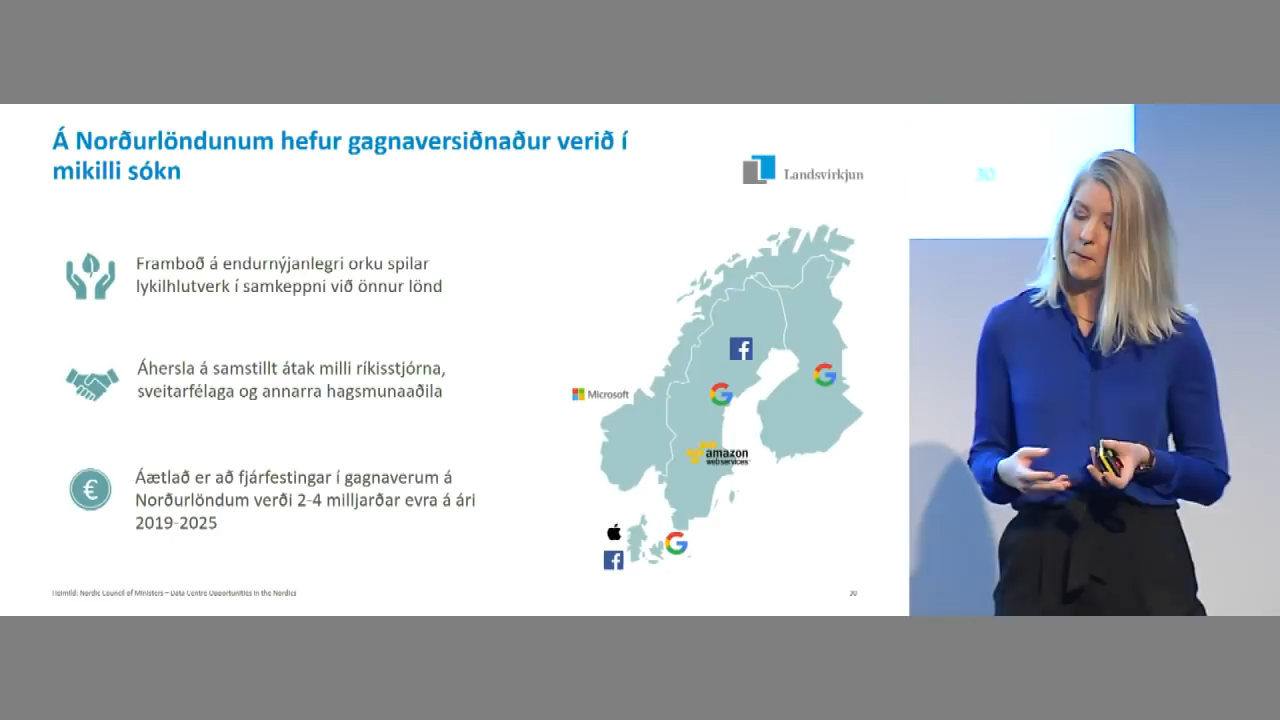 Á Norðurlöndunum hefur gagnaversiðnaður verið í
mikilli sókn
Landsvirkjun
30
Framboð á endurnýjanlegri orku spilar
lykilhlutverk í samkeppni við önnur lönd
Áhersla á samstillt átak milli ríkisstjórna,
sveitarfélaga og annarra hagsmunaaðila
Microsoft
amazon
web services
Áætlað er að fjárfestingar í gagnaverum á
Norðurlöndum verði 2-4 milljarðar evra á ári
2019-2025
Heimild: Nordic Council of Ministers – Data Centre Opportunities in the Nordics
30